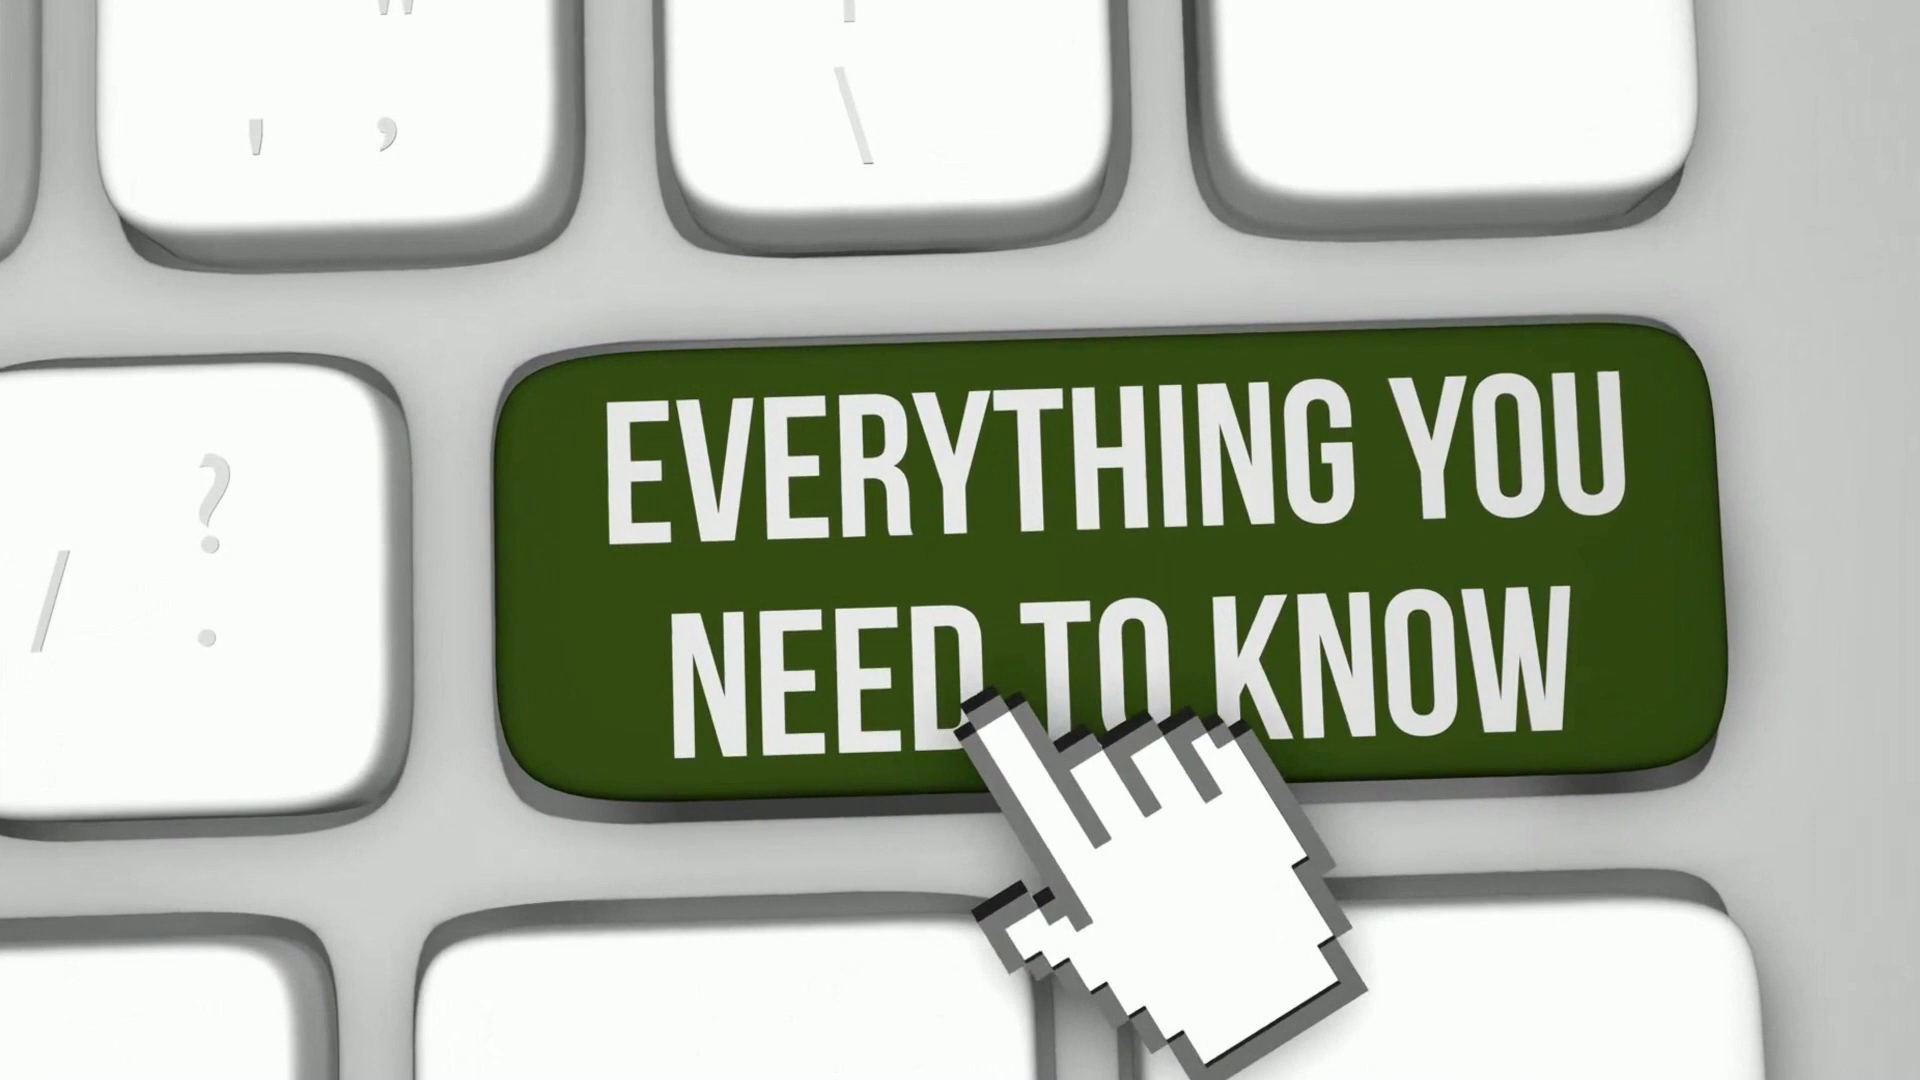 " |
' , \
EVERYTHING YOU
? 
/ .
NEED TO KNOW